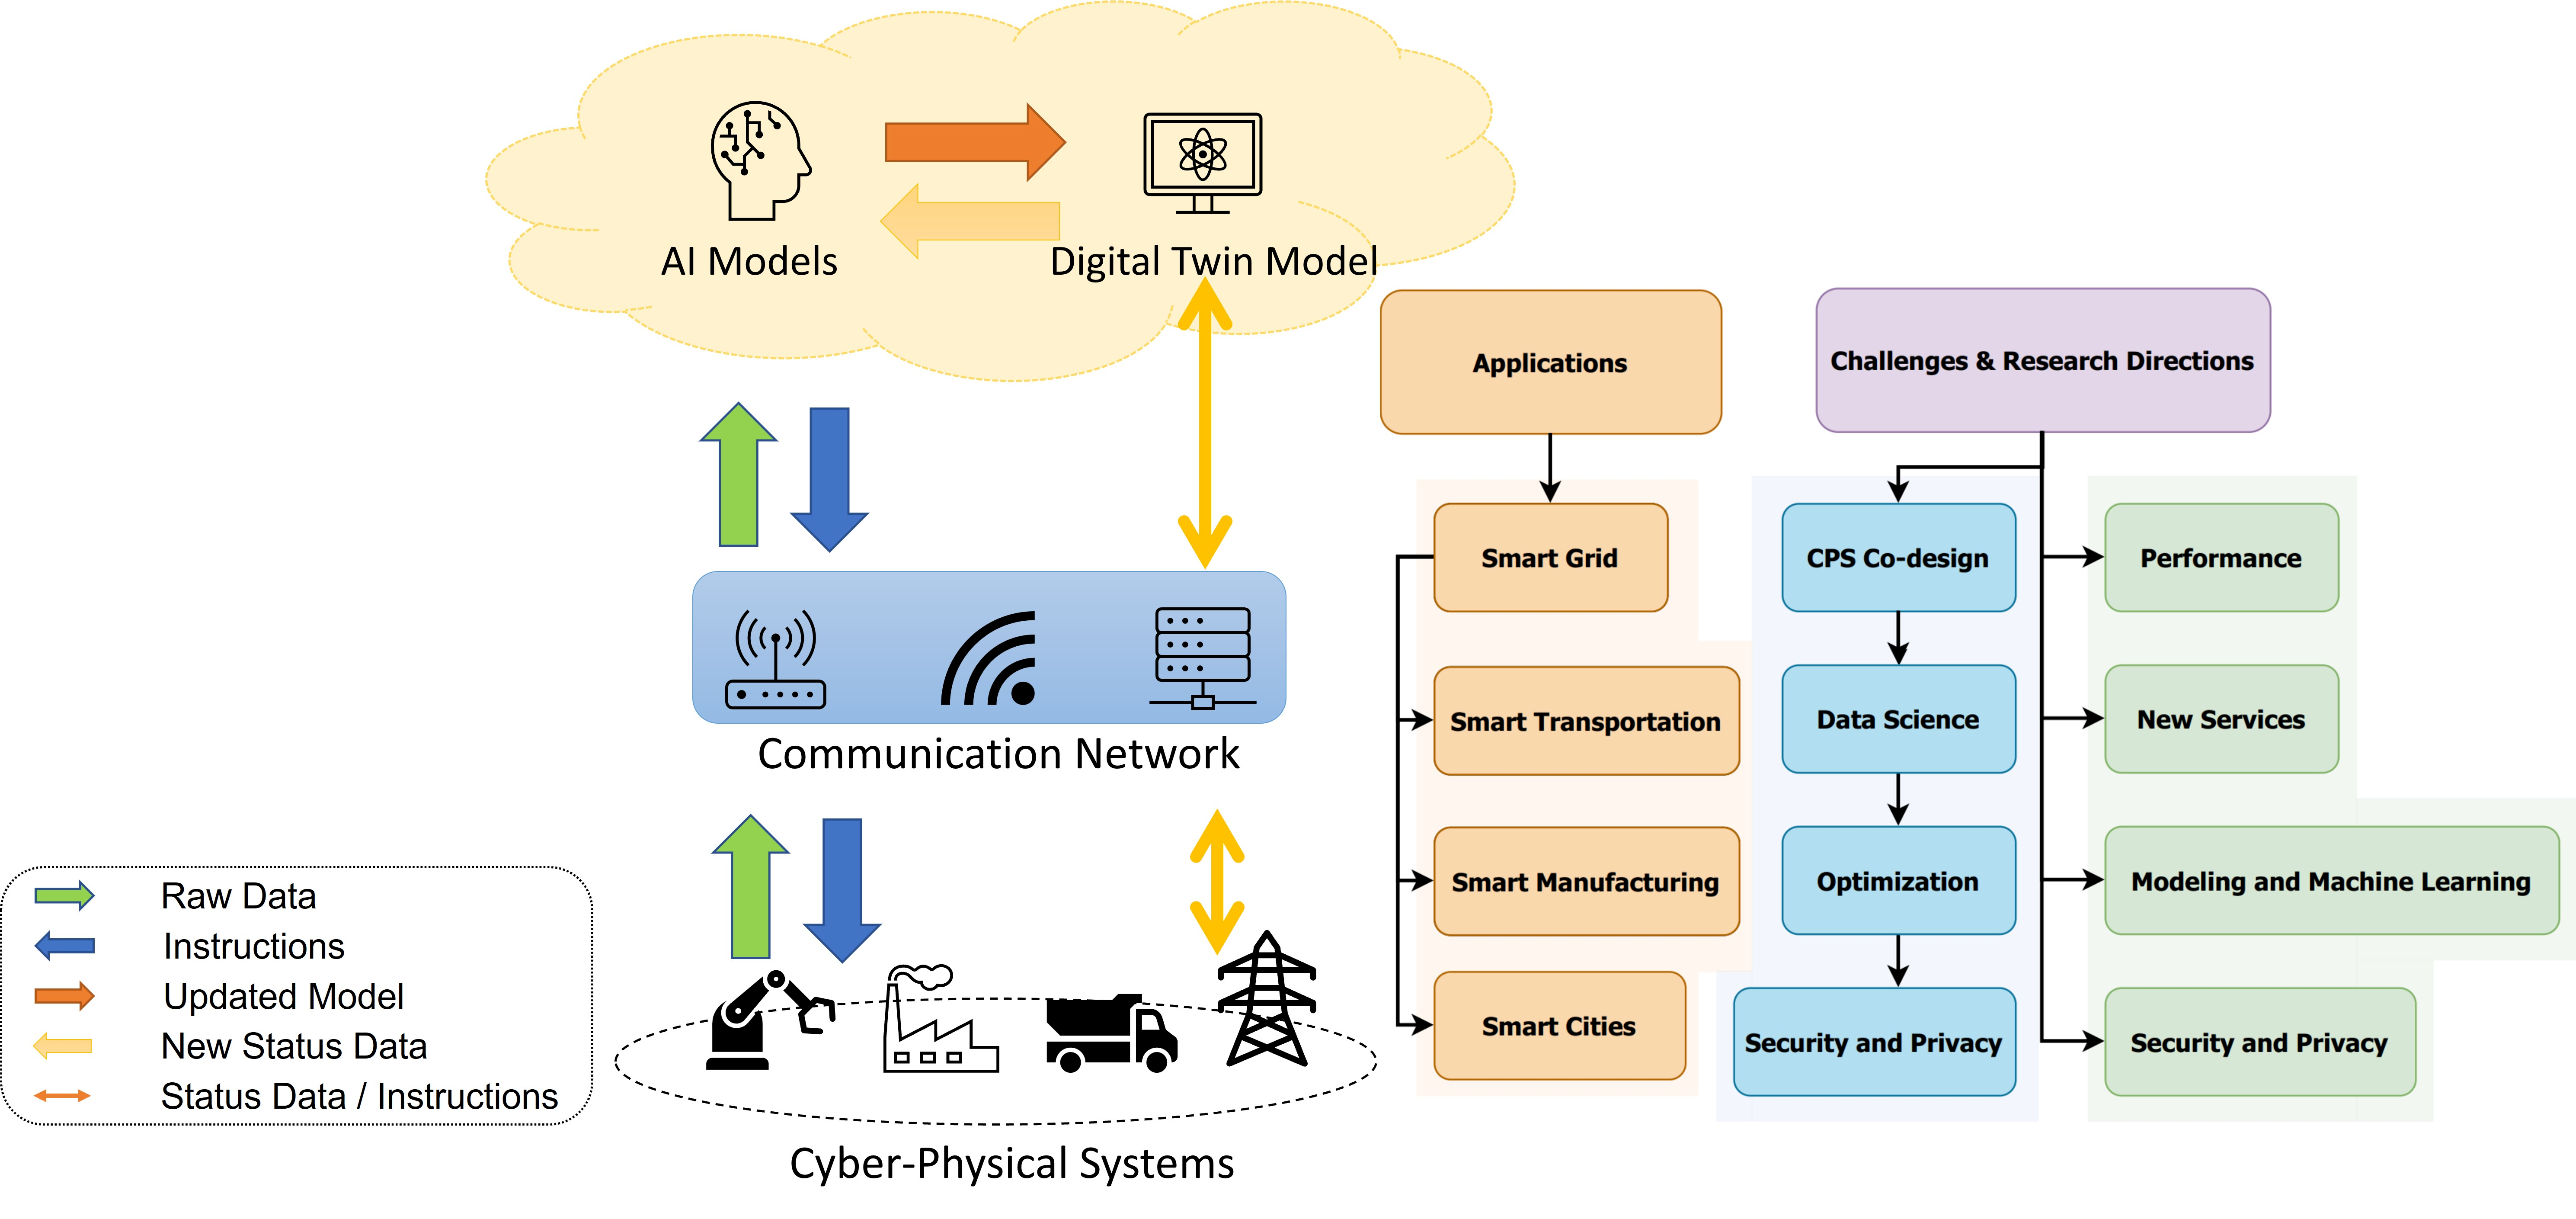 AI Models
Digital Twin Model
Communication Network
Cyber-Physical Systems
Raw Data
Instructions
Updated Model
New Status Data
Status Data / Instructions
Applications
Smart Grid
Smart Transportation
Smart Manufacturing
Smart Cities
Challenges & Research Directions
CPS Co-design
Data Science
Optimization
Security and Privacy
Performance
New Services
Modeling and Machine Learning
Security and Privacy